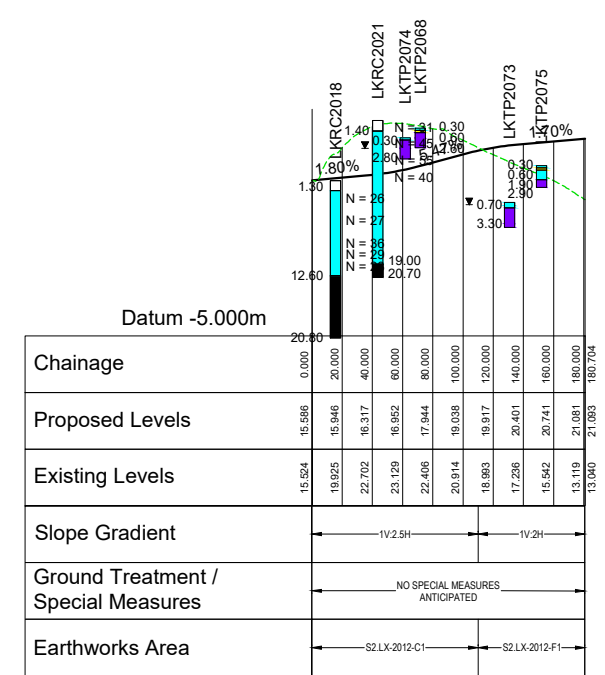 LKRC2018
LKRC2021
LKTP2074
LKTP2068
LKTP2073
LKTP2075
1.80%
1.70%
1.40
0.30
2.80
N = 31
0.30
0.60
N = 55
N = 40
1.30
N = 26
N = 27
N = 36
N = 29
12.60
20.80
19.00
20.70
0.70
3.30
0.30
0.60
1.90
2.90
Datum -5.000m
Chainage 0.000 20.000 40.000 60.000 80.000 100.000 120.000 140.000 160.000 180.000 180.704
Proposed Levels 15.586 15.946 16.317 16.952 17.944 19.038 19.917 20.401 20.741 21.081 21.093
Existing Levels 15.524 19.925 22.702 23.129 22.406 20.914 18.993 17.236 15.542 13.119 13.040
Slope Gradient 1V:2.5H 1V:2H
Ground Treatment /
Special Measures
NO SPECIAL MEASURES
ANTICIPATED
Earthworks Area S2.LX-2012-C1 S2.LX-2012-F1